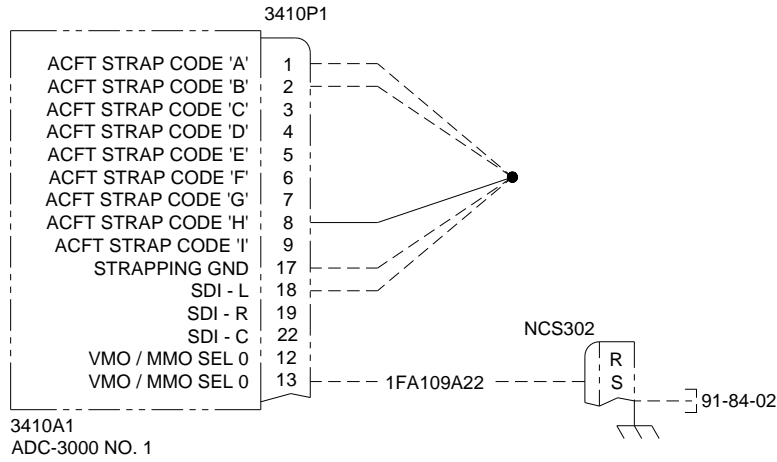 3410P1
ACFT STRAP CODE 'A' 1
ACFT STRAP CODE 'B' 2
ACFT STRAP CODE 'C' 3
ACFT STRAP CODE 'D' 4
ACFT STRAP CODE 'E' 5
ACFT STRAP CODE 'F' 6
ACFT STRAP CODE 'G' 7
ACFT STRAP CODE 'H' 8
ACFT STRAP CODE 'I' 9
STRAPPING GND 17
SDI - L 18
SDI - R 19
SDI - C 22
VMO / MMO SEL 0 12
VMO / MMO SEL 0 13
1FA109A22
NCS302
R
S
91-84-02
3410A1
ADC-3000 NO. 1